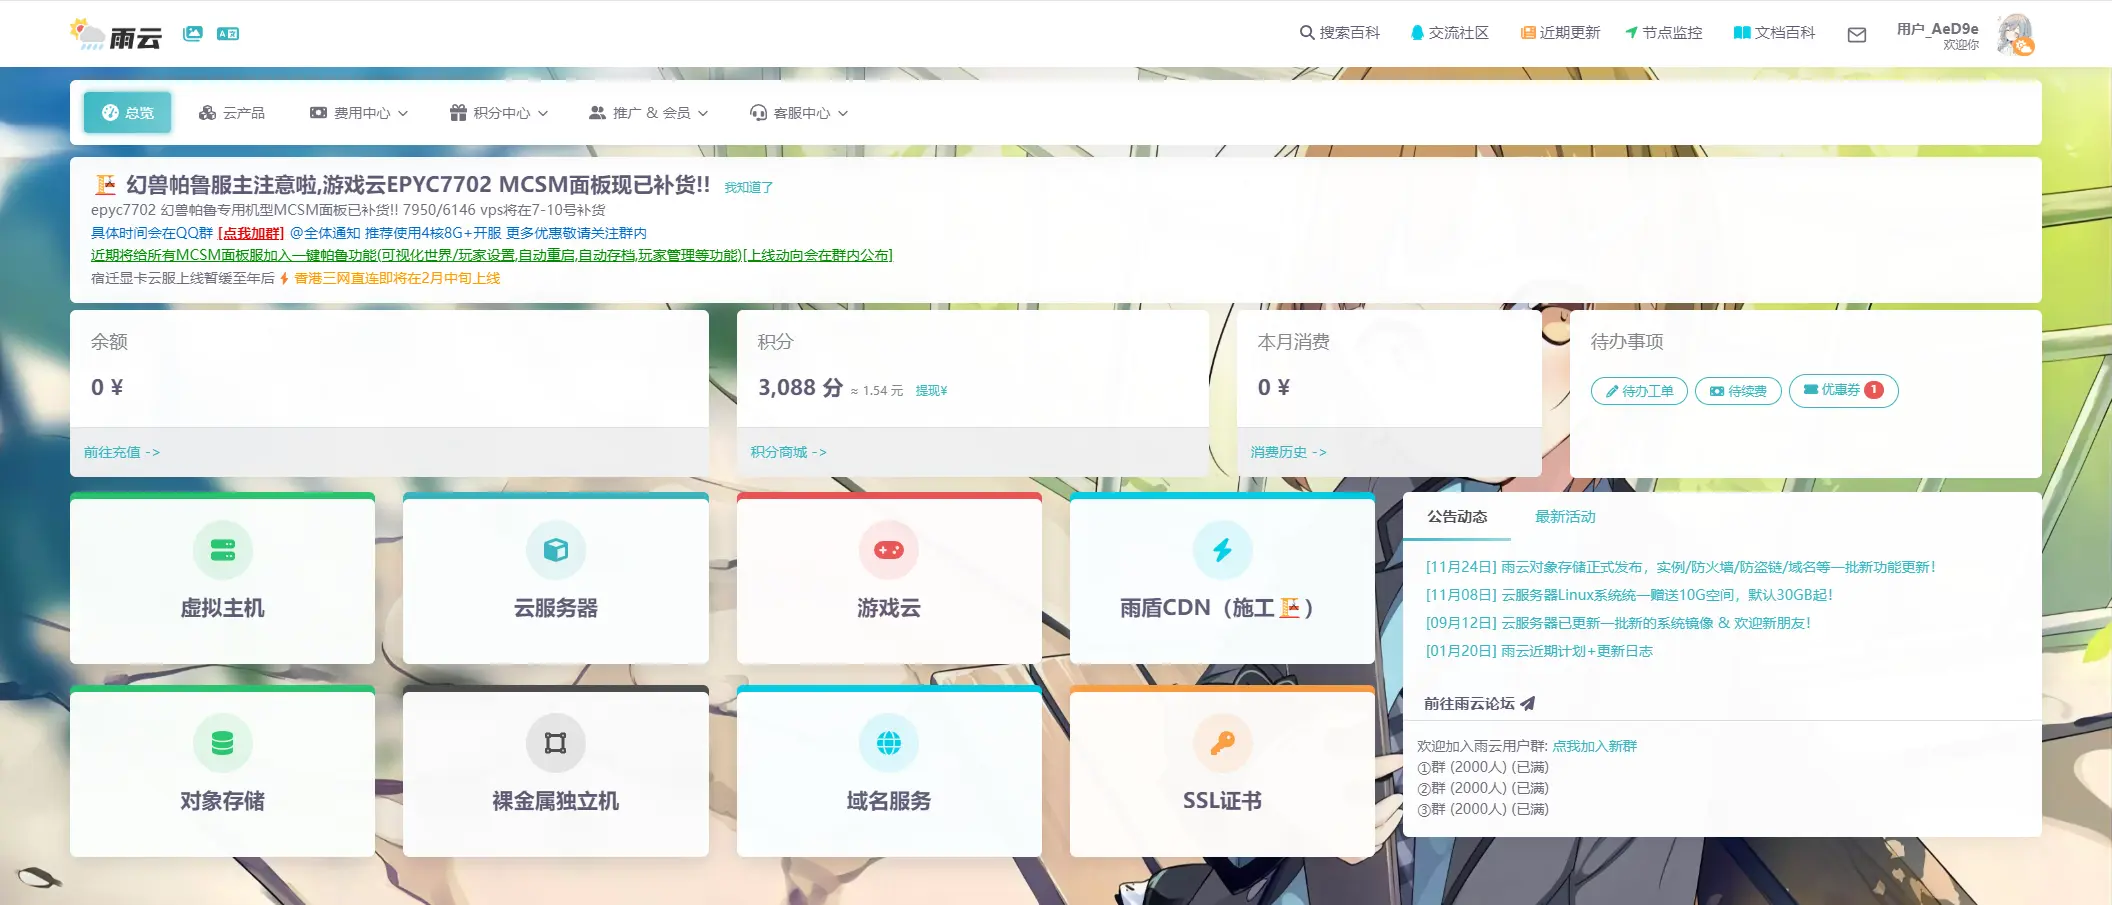 雨云
搜索百科
交流社区
近期更新
节点监控
文档百科
用户_AeD9e
欢迎你
总览
云产品
费用中心
积分中心
推广 & 会员
客服中心
幻兽帕鲁服主注意啦,游戏云EPYC7702 MCSM面板现已补货!! 我知道了
epyc7702 幻兽帕鲁专用机型MCSM面板已补货!! 7950/6146 vps将在7-10号补货
具体时间会在QQ群 [点我加群] @全体通知 推荐使用4核8G+开服 更多优惠敬请关注群内
近期将给所有MCSM面板服加入一键帕鲁功能(可视化世界/玩家设置,自动重启,自动存档,玩家管理等功能)[上线动向会在群内公布]
宿迁显卡云服上线暂缓至年后 ⚡ 香港三网直连即将在2月中旬上线
余额
0 ¥
前往充值 ->
积分
3,088 分 ≈ 1.54 元 提现¥
积分商城 ->
本月消费
0 ¥
消费历史 ->
待办事项
待办工单
待续费
优惠券 1
虚拟主机
云服务器
游戏云
雨盾CDN（施工🏗️）
对象存储
裸金属独立机
域名服务
SSL证书
公告动态
最新活动
[11月24日] 雨云对象存储正式发布，实例/防火墙/防盗链/域名等一批新功能更新！
[11月08日] 云服务器Linux系统统一赠送10G空间，默认30GB起！
[09月12日] 云服务器已更新一批新的系统镜像 & 欢迎新朋友！
[01月20日] 雨云近期计划+更新日志
前往雨云论坛
欢迎加入雨云用户群: 点我加入新群
①群 (2000人) (已满)
②群 (2000人) (已满)
③群 (2000人) (已满)